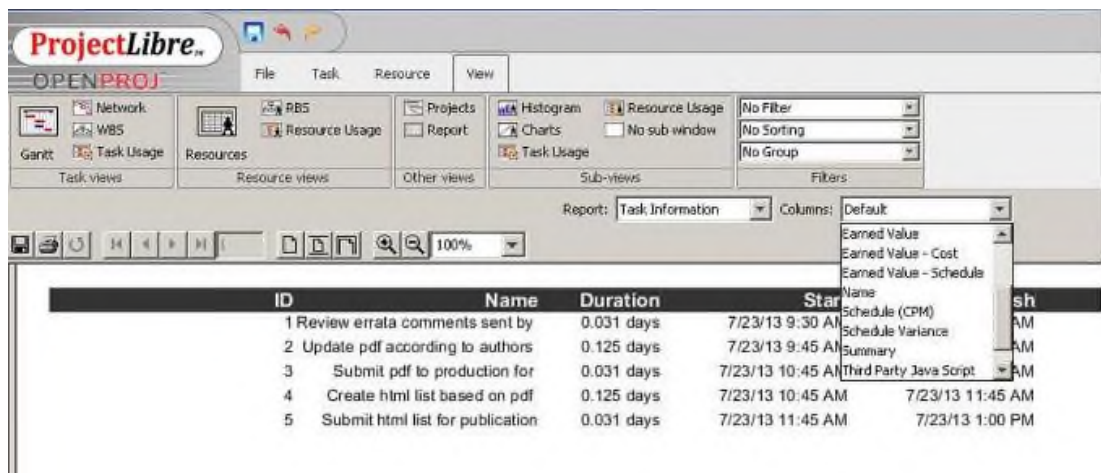 ProjectLibre™
OPENPROJ
File Task Resource View
Network RBS Projects Histogram Resource Usage No Filter
WBS Resource Usage Report Charts No sub window No Sorting
Gantt Task Usage Resources Task Usage No Group
Task views Resource views Other views Sub-views Filters
Report: Task Information Columns: Default
100%
Earned Value
Earned Value - Cost
Earned Value - Schedule
Name
Schedule (CPM)
Schedule Variance
Summary
Third Party Java Script
ID Name Duration Star sh
1 Review errata comments sent by 0.031 days 7/23/13 9:30 AM AM
2 Update pdf according to authors 0.125 days 7/23/13 9:45 AM AM
3 Submit pdf to production for 0.031 days 7/23/13 10:45 AM AM
4 Create html list based on pdf 0.125 days 7/23/13 10:45 AM 7/23/13 11:45 AM
5 Submit html list for publication 0.031 days 7/23/13 11:45 AM 7/23/13 1:00 PM